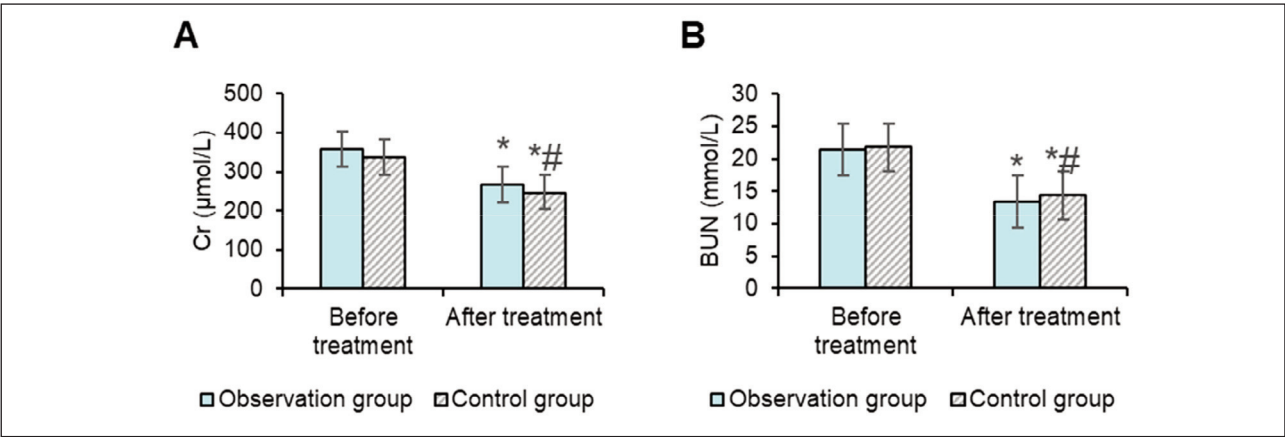 A
500
400
300
200
100
0
Cr (µmol/L)
* *#
Before treatment
After treatment
Observation group Control group
B
30
25
20
15
10
5
0
BUN (mmol/L)
* *#
Before treatment
After treatment
Observation group Control group